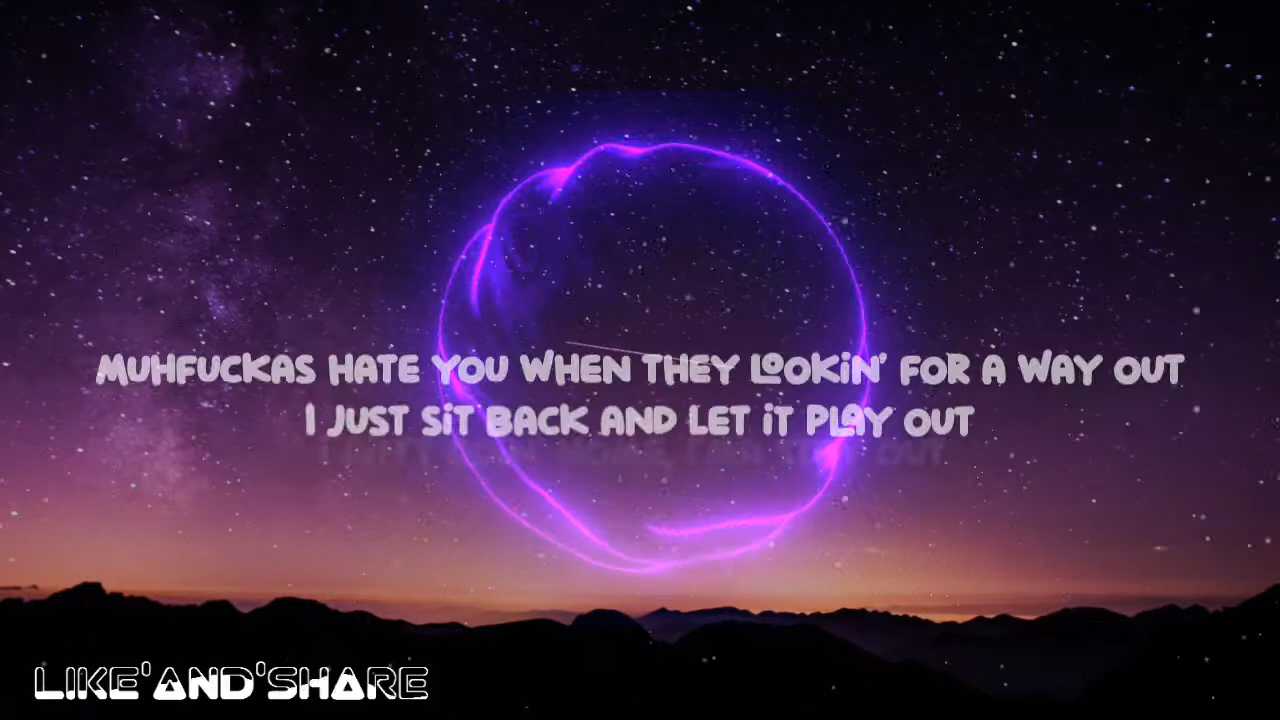 MUHFUCKAS HATE YOU WHEN THEY LOOKIN' FOR A WAY OUT
I JUST SIT BACK AND LET IT PLAY OUT
LIKE'AND'SHARE